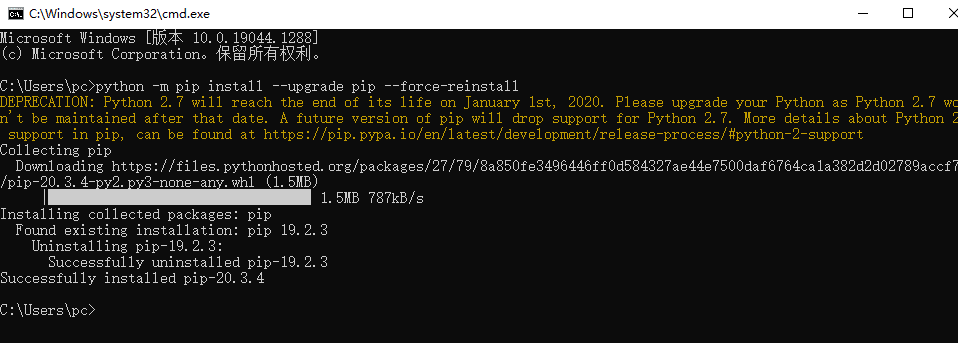 C:\Windows\system32\cmd.exe
Microsoft Windows [版本 10.0.19044.1288]
(c) Microsoft Corporation。保留所有权利。
C:\Users\pc>python -m pip install --upgrade pip --force-reinstall
DEPRECATION: Python 2.7 will reach the end of its life on January 1st, 2020. Please upgrade your Python as Python 2.7 wo
n't be maintained after that date. A future version of pip will drop support for Python 2.7. More details about Python 2
 support in pip, can be found at https://pip.pypa.io/en/latest/development/release-process/#python-2-support
Collecting pip
  Downloading https://files.pythonhosted.org/packages/27/79/8a850fe3496446ff0d584327ae44e7500daf6764ca1a382d2d02789accf7
/pip-20.3.4-py2.py3-none-any.whl (1.5MB)
     | 1.5MB 787kB/s
Installing collected packages: pip
  Found existing installation: pip 19.2.3
    Uninstalling pip-19.2.3:
      Successfully uninstalled pip-19.2.3
Successfully installed pip-20.3.4
C:\Users\pc>